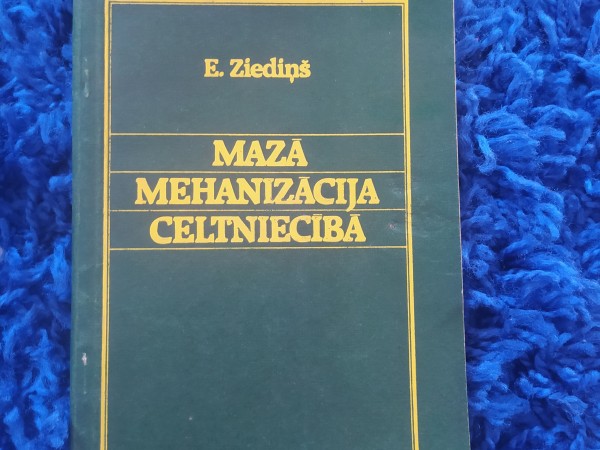 E. Ziediņš
MAZĀ
MEHANIZĀCIJA
CELTNIECĪBĀ